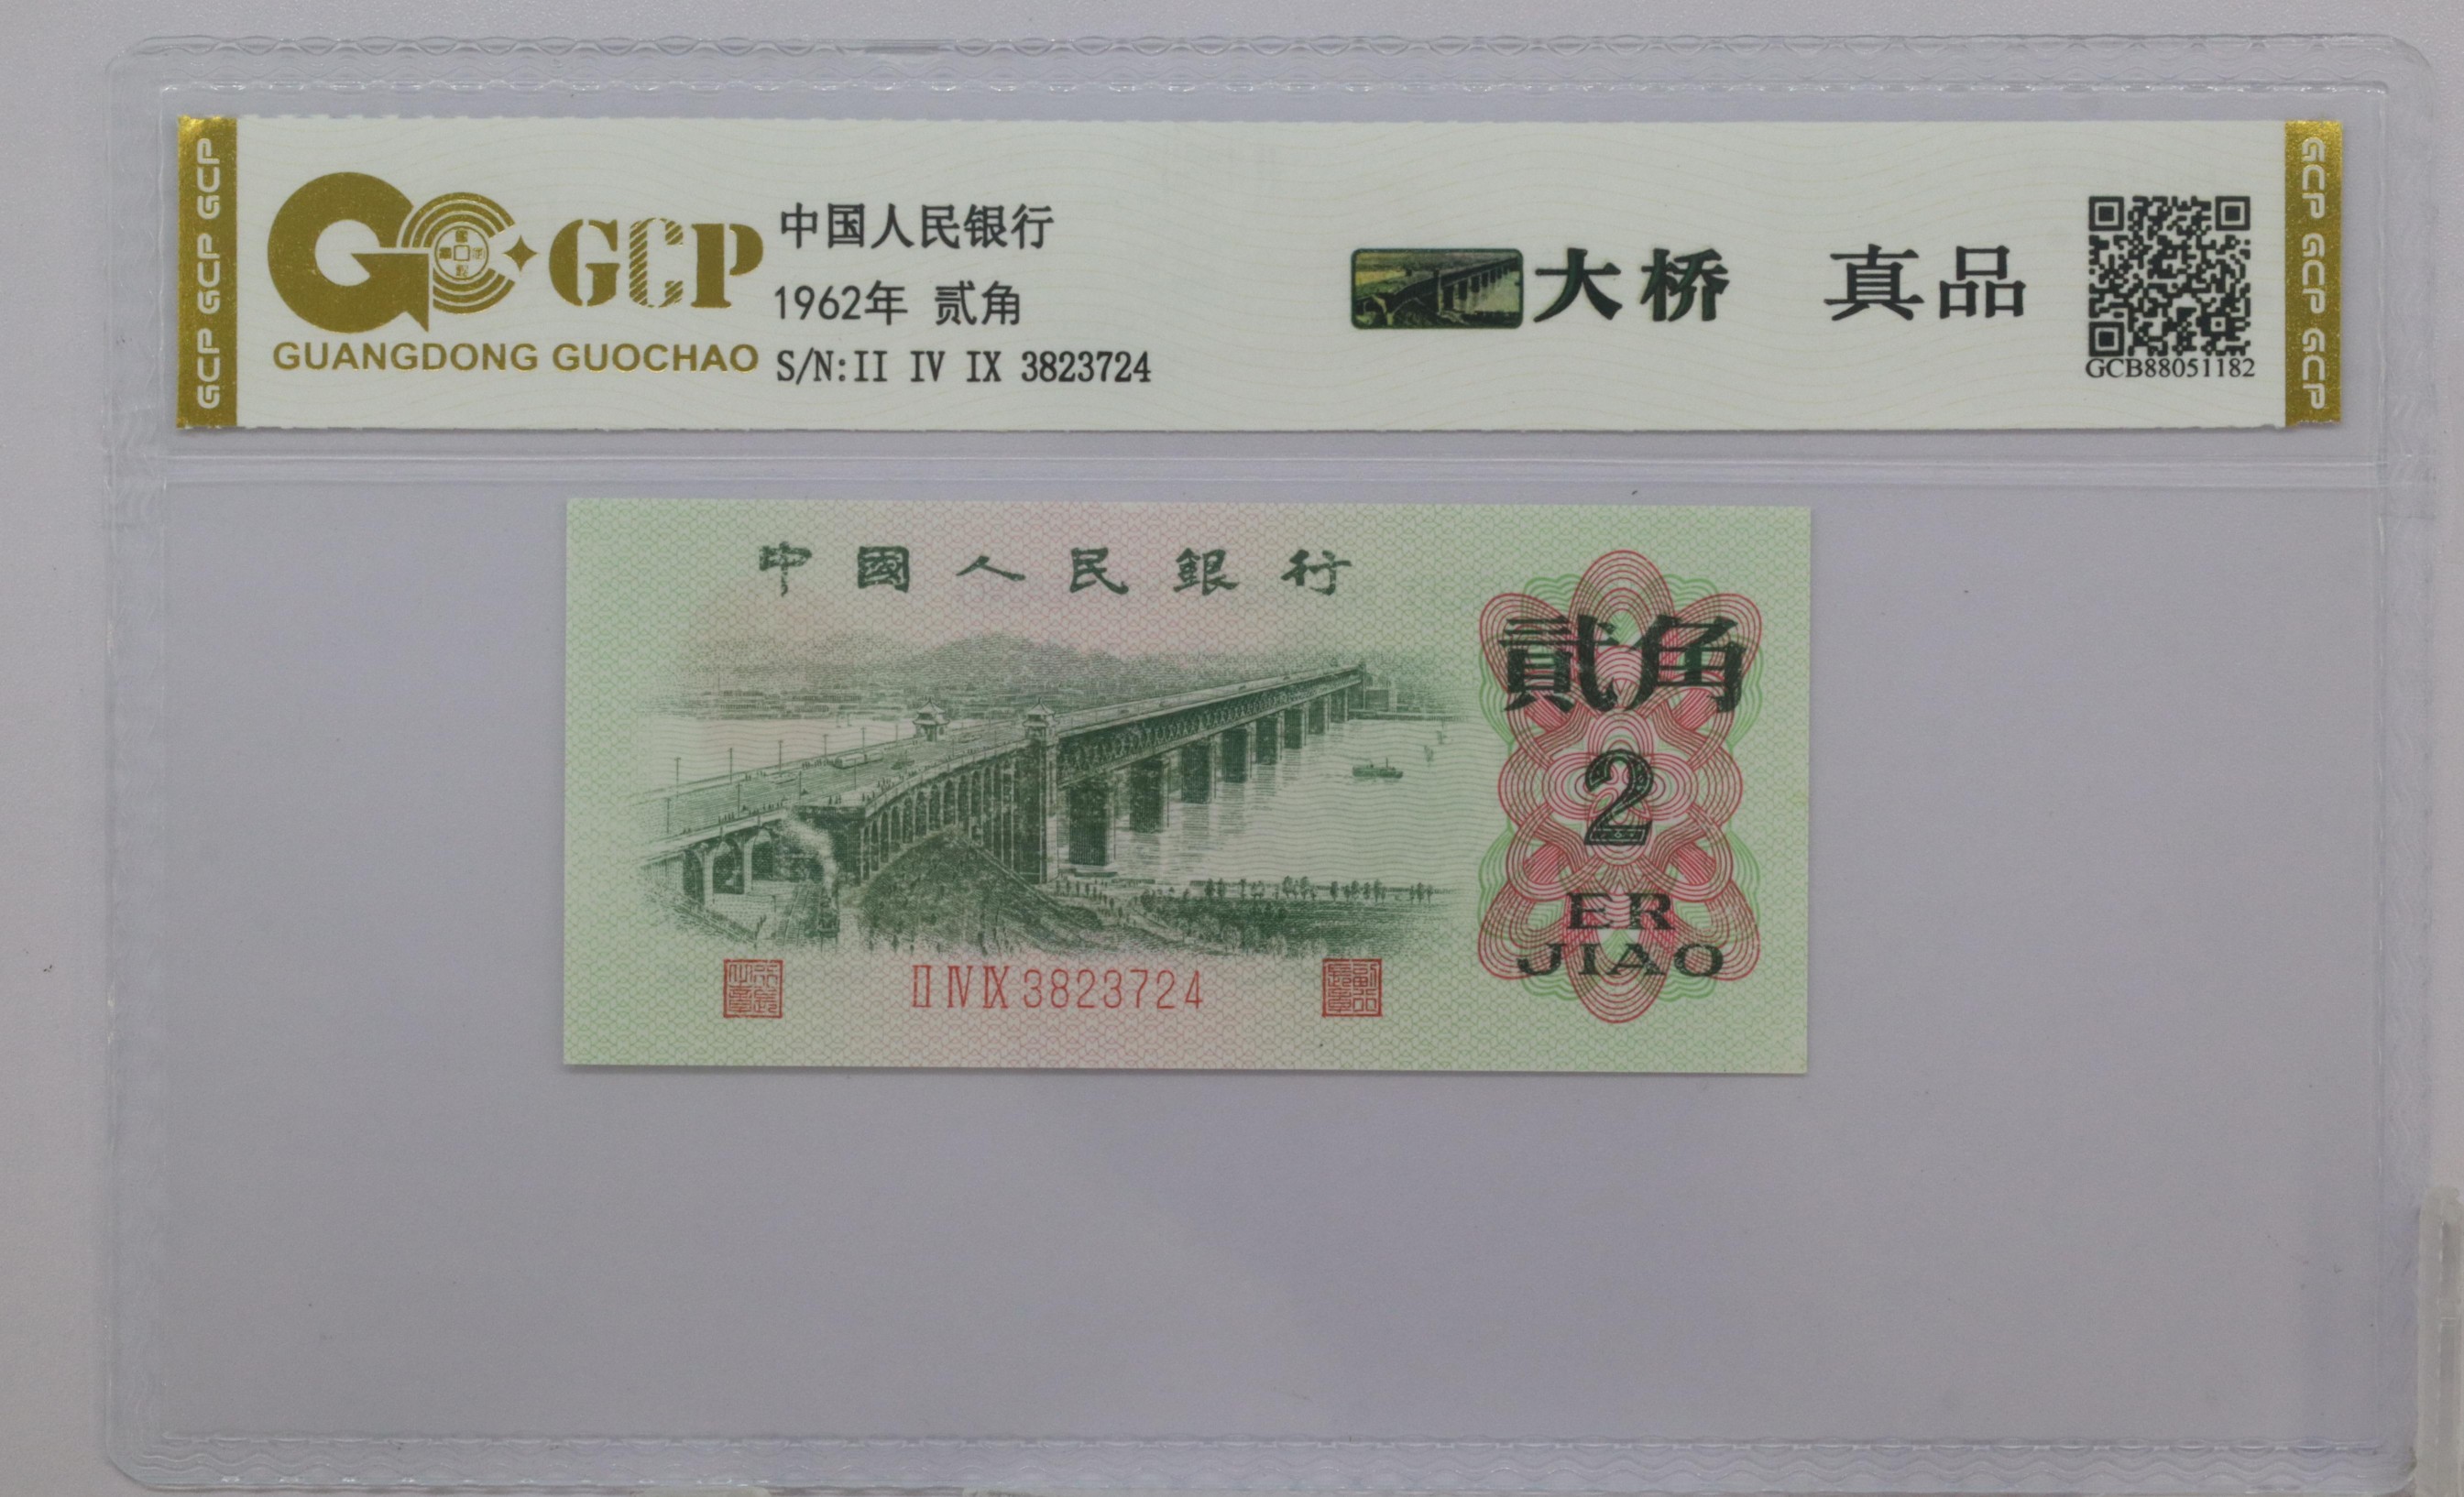 GCP GCP GCP
GCP
GUANGDONG GUOCHAO
中国人民银行
1962年 贰角
S/N:II IV IX 3823724
大桥 真品
GCB88051182
GCP GCP GCP
中國人民銀行
貳角
2
ER
JIAO
II IV IX 3823724